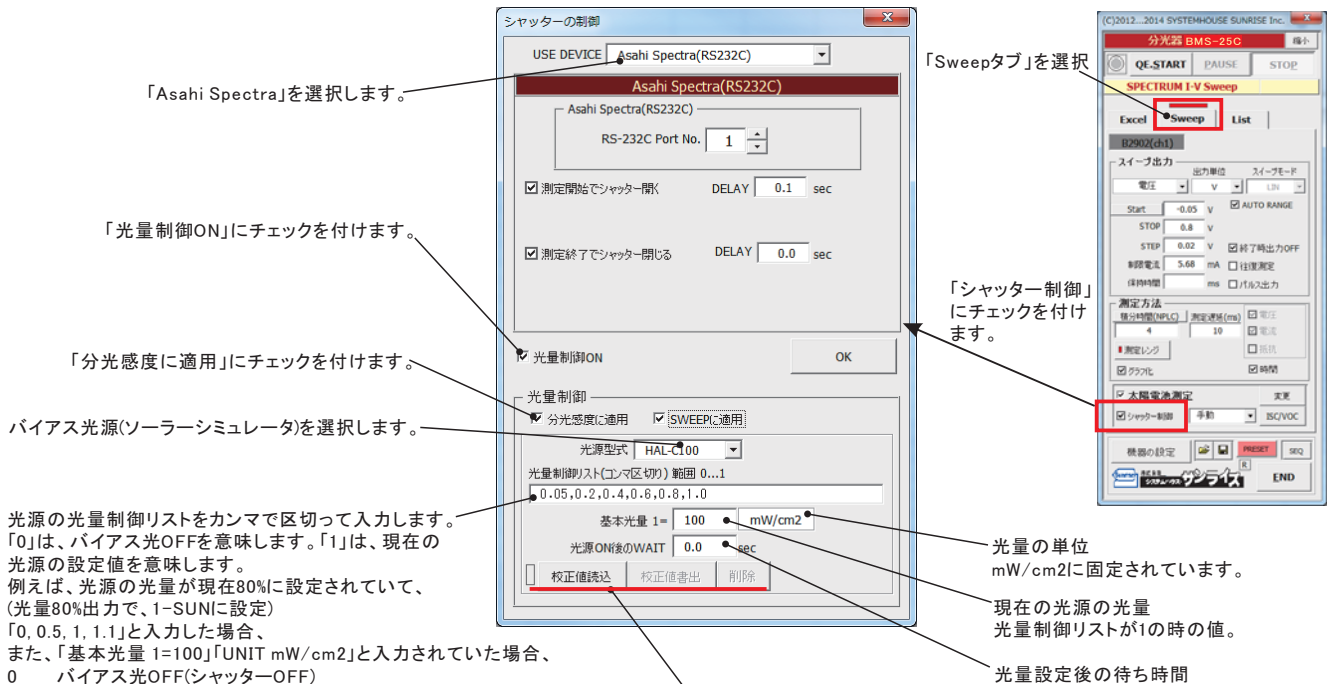 シャッターの制御
USE DEVICE Asahi Spectra(RS232C)
Asahi Spectra(RS232C)
Asahi Spectra(RS232C)
RS-232C Port No. 1
測定開始でシャッター開く DELAY 0.1 sec
測定終了でシャッター閉じる DELAY 0.0 sec
光量制御ON OK
光量制御
分光感度に適用 SWEEPに適用
光源型式 HAL-C100
光量制御リスト(コンマ区切り) 範囲 0...1
0.05,0.2,0.4,0.6,0.8,1.0
基本光量 1= 100 mW/cm2
光源ON後のWAIT 0.0 sec
校正値読込 校正値書出 削除
「Asahi Spectra」を選択します。
「光量制御ON」にチェックを付けます。
「分光感度に適用」にチェックを付けます。
バイアス光源(ソーラーシミュレータ)を選択します。
光源の光量制御リストをカンマで区切って入力します。
「0」は、バイアス光OFFを意味します。「1」は、現在の
光源の設定値を意味します。
例えば、光源の光量が現在80%に設定されていて、
(光量80%出力で、1-SUNに設定)
「0, 0.5, 1, 1.1」と入力した場合、
また、「基本光量 1=100」「UNIT mW/cm2」と入力されていた場合、
0 バイアス光OFF(シャッターOFF)
「Sweepタブ」を選択
「シャッター制御」
にチェックを付け
ます。
光量の単位
mW/cm2に固定されています。
現在の光源の光量
光量制御リストが1の時の値。
光量設定後の待ち時間
(C)2012...2014 SYSTEMHOUSE SUNRISE Inc.
分光器 BMS-25C 縮小
QE.START PAUSE STOP
SPECTRUM I-V Sweep
Excel Sweep List
B2902(ch1)
スイープ出力
出力単位 スイープモード
電圧 V LIN
Start -0.05 V AUTO RANGE
STOP 0.8 V
STEP 0.02 V 終了時出力OFF
制限電流 5.68 mA 往復測定
保持時間 ms パルス出力
測定方法
積分時間(NPLC) 測定遅延(ms) 電圧
4 10 電流
測定レンジ 抵抗
グラフ化 時間
太陽電池測定 変更
シャッター制御 手動 ISC/VOC
機器の設定 PRESET SEQ
Sunrise 株式会社 システムハウス サンライズ R END